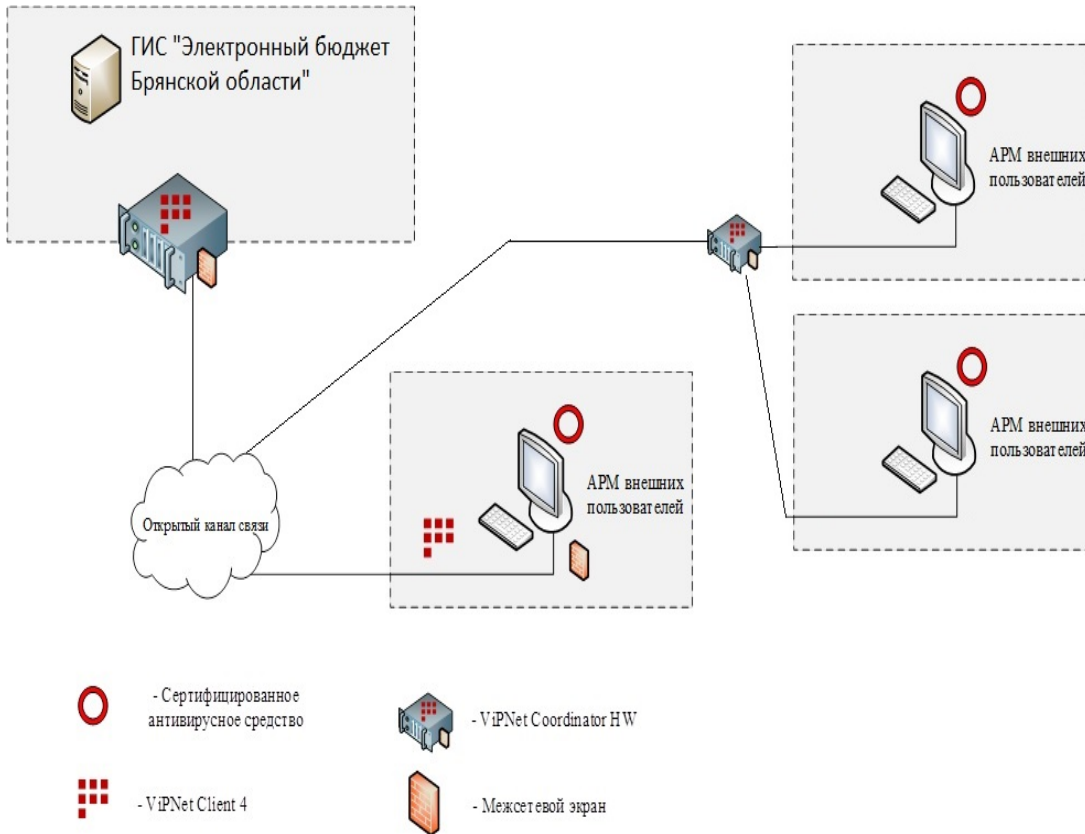 ГИС "Электронный бюджет
Брянской области"
АРМ внешних
пользователей
АРМ внешних
пользователей
АРМ внешних
пользователей
Открытый канал связи
- Сертифицированное
антивирусное средство
- ViPNet Coordinator HW
- ViPNet Client 4
- Межсетевой экран